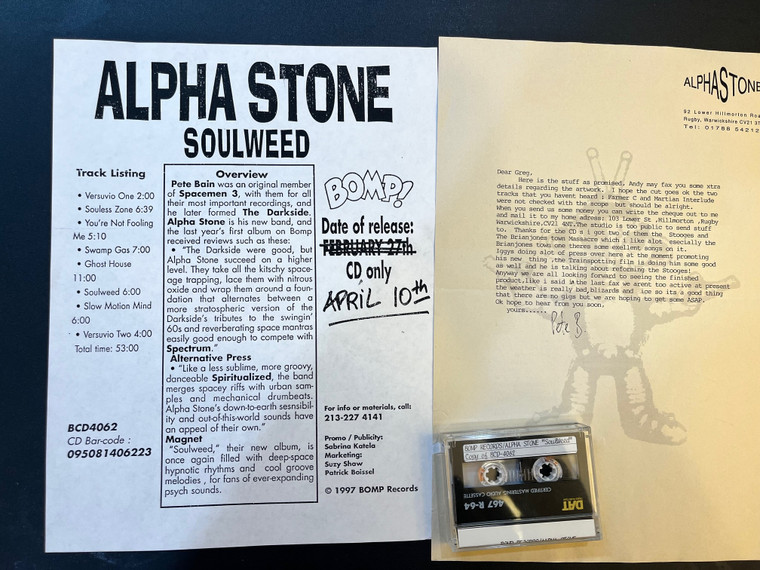 ALPHA STONE
SOULWEED
Track Listing
• Versuvio One 2:00
• Souless Zone 6:39
• You're Not Fooling
Me 5:10
• Swamp Gas 7:00
• Ghost House
11:00
• Soulweed 6:00
• Slow Motion Mind
6:00
• Versuvio Two 4:00
Total time: 53:00
BCD4062
CD Bar-code :
095081406223
Overview
Pete Bain was an original member
of Spacemen 3, with them for all
their most important recordings, and
he later formed The Darkside.
Alpha Stone is his new band, and
the last year's first album on Bomp
received reviews such as these:
• "The Darkside were good, but
Alpha Stone succeed on a higher
level. They take all the kitschy space-
age trapping, lace them with nitrous
oxide and wrap them around a foun-
dation that alternates between a
more stratospheric version of the
Darkside's tributes to the swingin'
60s and reverberating space mantras
easily good enough to compete with
Spectrum."
Alternative Press
• "Like a less sublime, more groovy,
danceable Spiritualized, the band
merges spacey riffs with urban sam-
ples and mechanical drumbeats.
Alpha Stone's down-to-earth sesnsibil-
ity and out-of-this-world sounds have
an appeal of their own."
Magnet
"Soulweed," their new album, is
once again filled with deep-space
hypnotic rhythms and cool groove
melodies , for fans of ever-expanding
psych sounds.
BOMP!
Date of release:
FEBRUARY 27th
CD only
APRIL 10th
For info or materials, call:
213-227 4141
Promo / Publicity:
Sabrina Katela
Marketing:
Suzy Shaw
Patrick Boissel
© 1997 BOMP Records
ALPHASTONE
92 Lower Hillmorton Roa
Rugby, Warwickshire CV21 3T
Tel: 01788 54212
Dear Greg.
Here is the stuff as promised, Andy may fax you some xtra
details regarding the artwork. I hope the cut goes ok the two
tracks that you havent heard ; Farmer C and Martian Interlude
were not checked with the scope but should be alright.
When you send us some money you can write the cheque out to me
and mail it to my home adress: 103 Lower St ,Hillmorton ,Rugby
Warwickshire.CV21 4NT.The studio is too public to send stuff
to. Thanks for the CD s i got two of then the Stooges and
The Brianjones town Massacre which i like alot especially the
Brianjones town one theres some exellent songs on it.
Iggys doing alot of press over here at the moment promoting
his new thing ,the Trainspotting film is doing him some good
as well and he is talking about reforming the Stooges!
Anyway we are all looking forward to seeing the finished
product.like i said in the last fax we arent too active at present
the weather is really bad,blizards and ice so its a good thing
that there are no gigs but we are hoping to get some ASAP.
Ok hope to hear from you soon.
yours......
Pete B.
BOMP RECORDS/ALPHA STONE "Soulweed"
Copy of BCD-4062
467 R-64
CERTIFIED MASTERING AUDIO CASSETTE
DAT